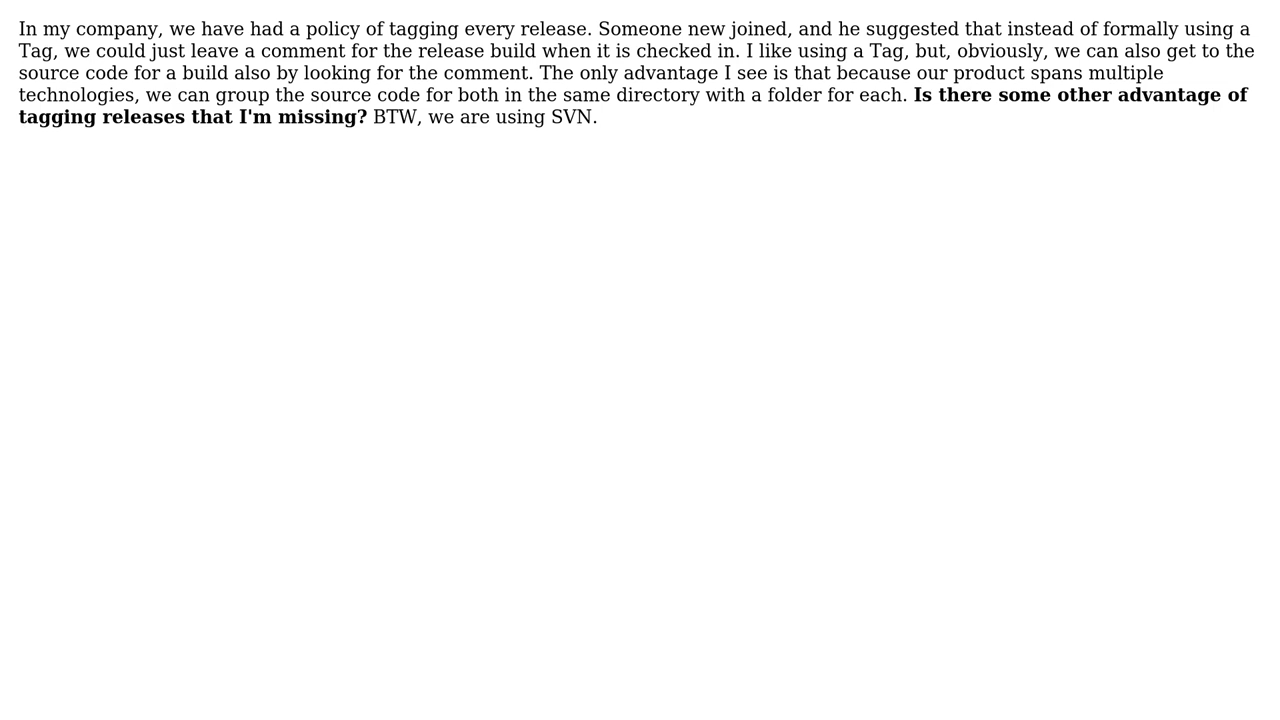 In my company, we have had a policy of tagging every release. Someone new joined, and he suggested that instead of formally using a
Tag, we could just leave a comment for the release build when it is checked in. I like using a Tag, but, obviously, we can also get to the
source code for a build also by looking for the comment. The only advantage I see is that because our product spans multiple
technologies, we can group the source code for both in the same directory with a folder for each. Is there some other advantage of
tagging releases that I'm missing? BTW, we are using SVN.